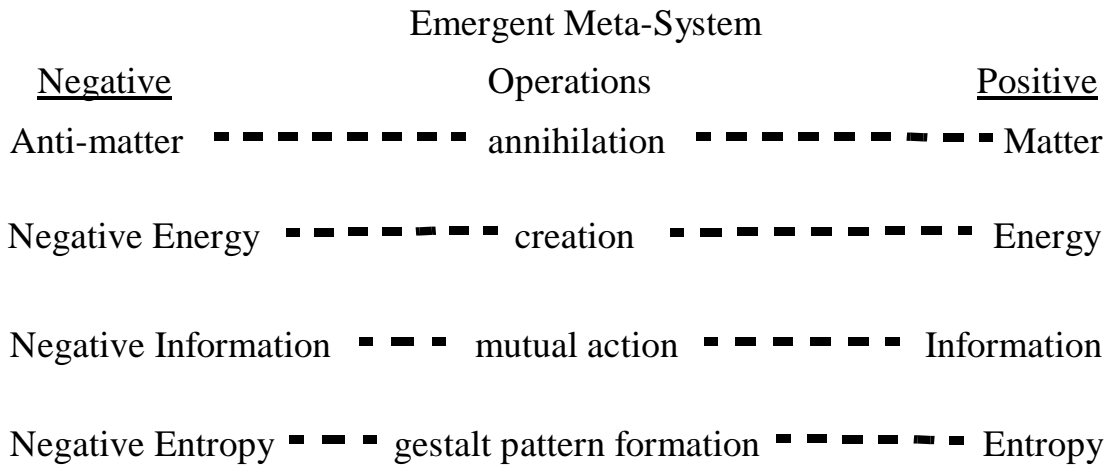 Emergent Meta-System
Negative Operations Positive
Anti-matter annihilation Matter
Negative Energy creation Energy
Negative Information mutual action Information
Negative Entropy gestalt pattern formation Entropy